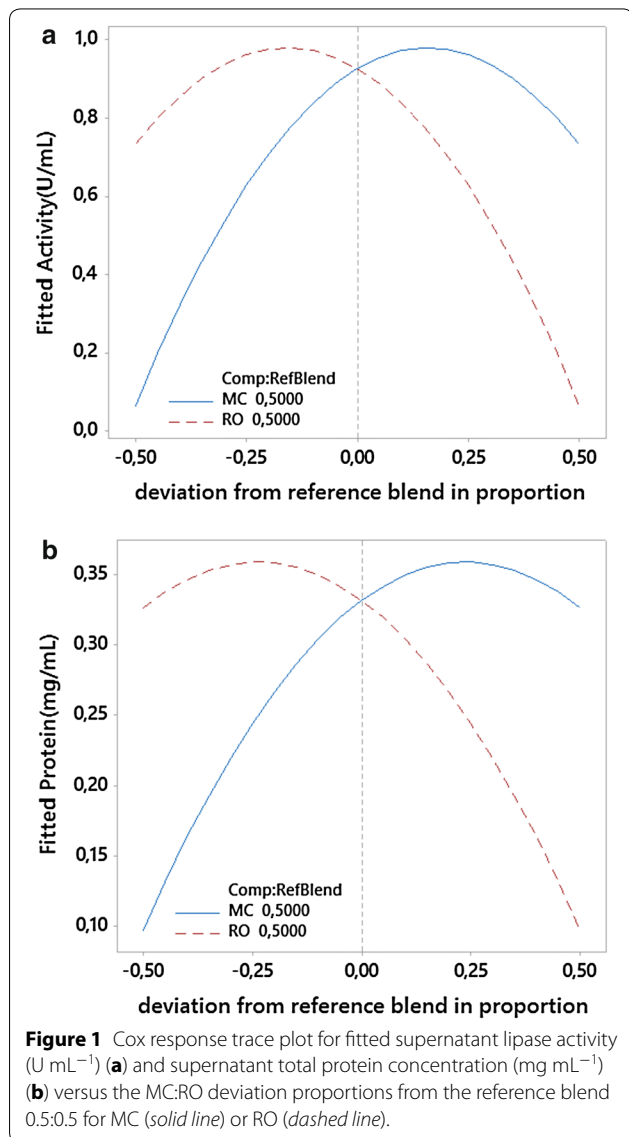 a
1,0
0,8
0,6
0,4
0,2
0,0
Fitted Activity(U/mL)
Comp:RefBlend
MC 0,5000
RO 0,5000
-0,50 -0,25 0,00 0,25 0,50
deviation from reference blend in proportion
b
0,35
0,30
0,25
0,20
0,15
0,10
Fitted Protein(mg/mL)
Comp:RefBlend
MC 0,5000
RO 0,5000
-0,50 -0,25 0,00 0,25 0,50
deviation from reference blend in proportion
Figure 1 Cox response trace plot for fitted supernatant lipase activity
(U mL⁻¹) (a) and supernatant total protein concentration (mg mL⁻¹)
(b) versus the MC:RO deviation proportions from the reference blend
0.5:0.5 for MC (solid line) or RO (dashed line).